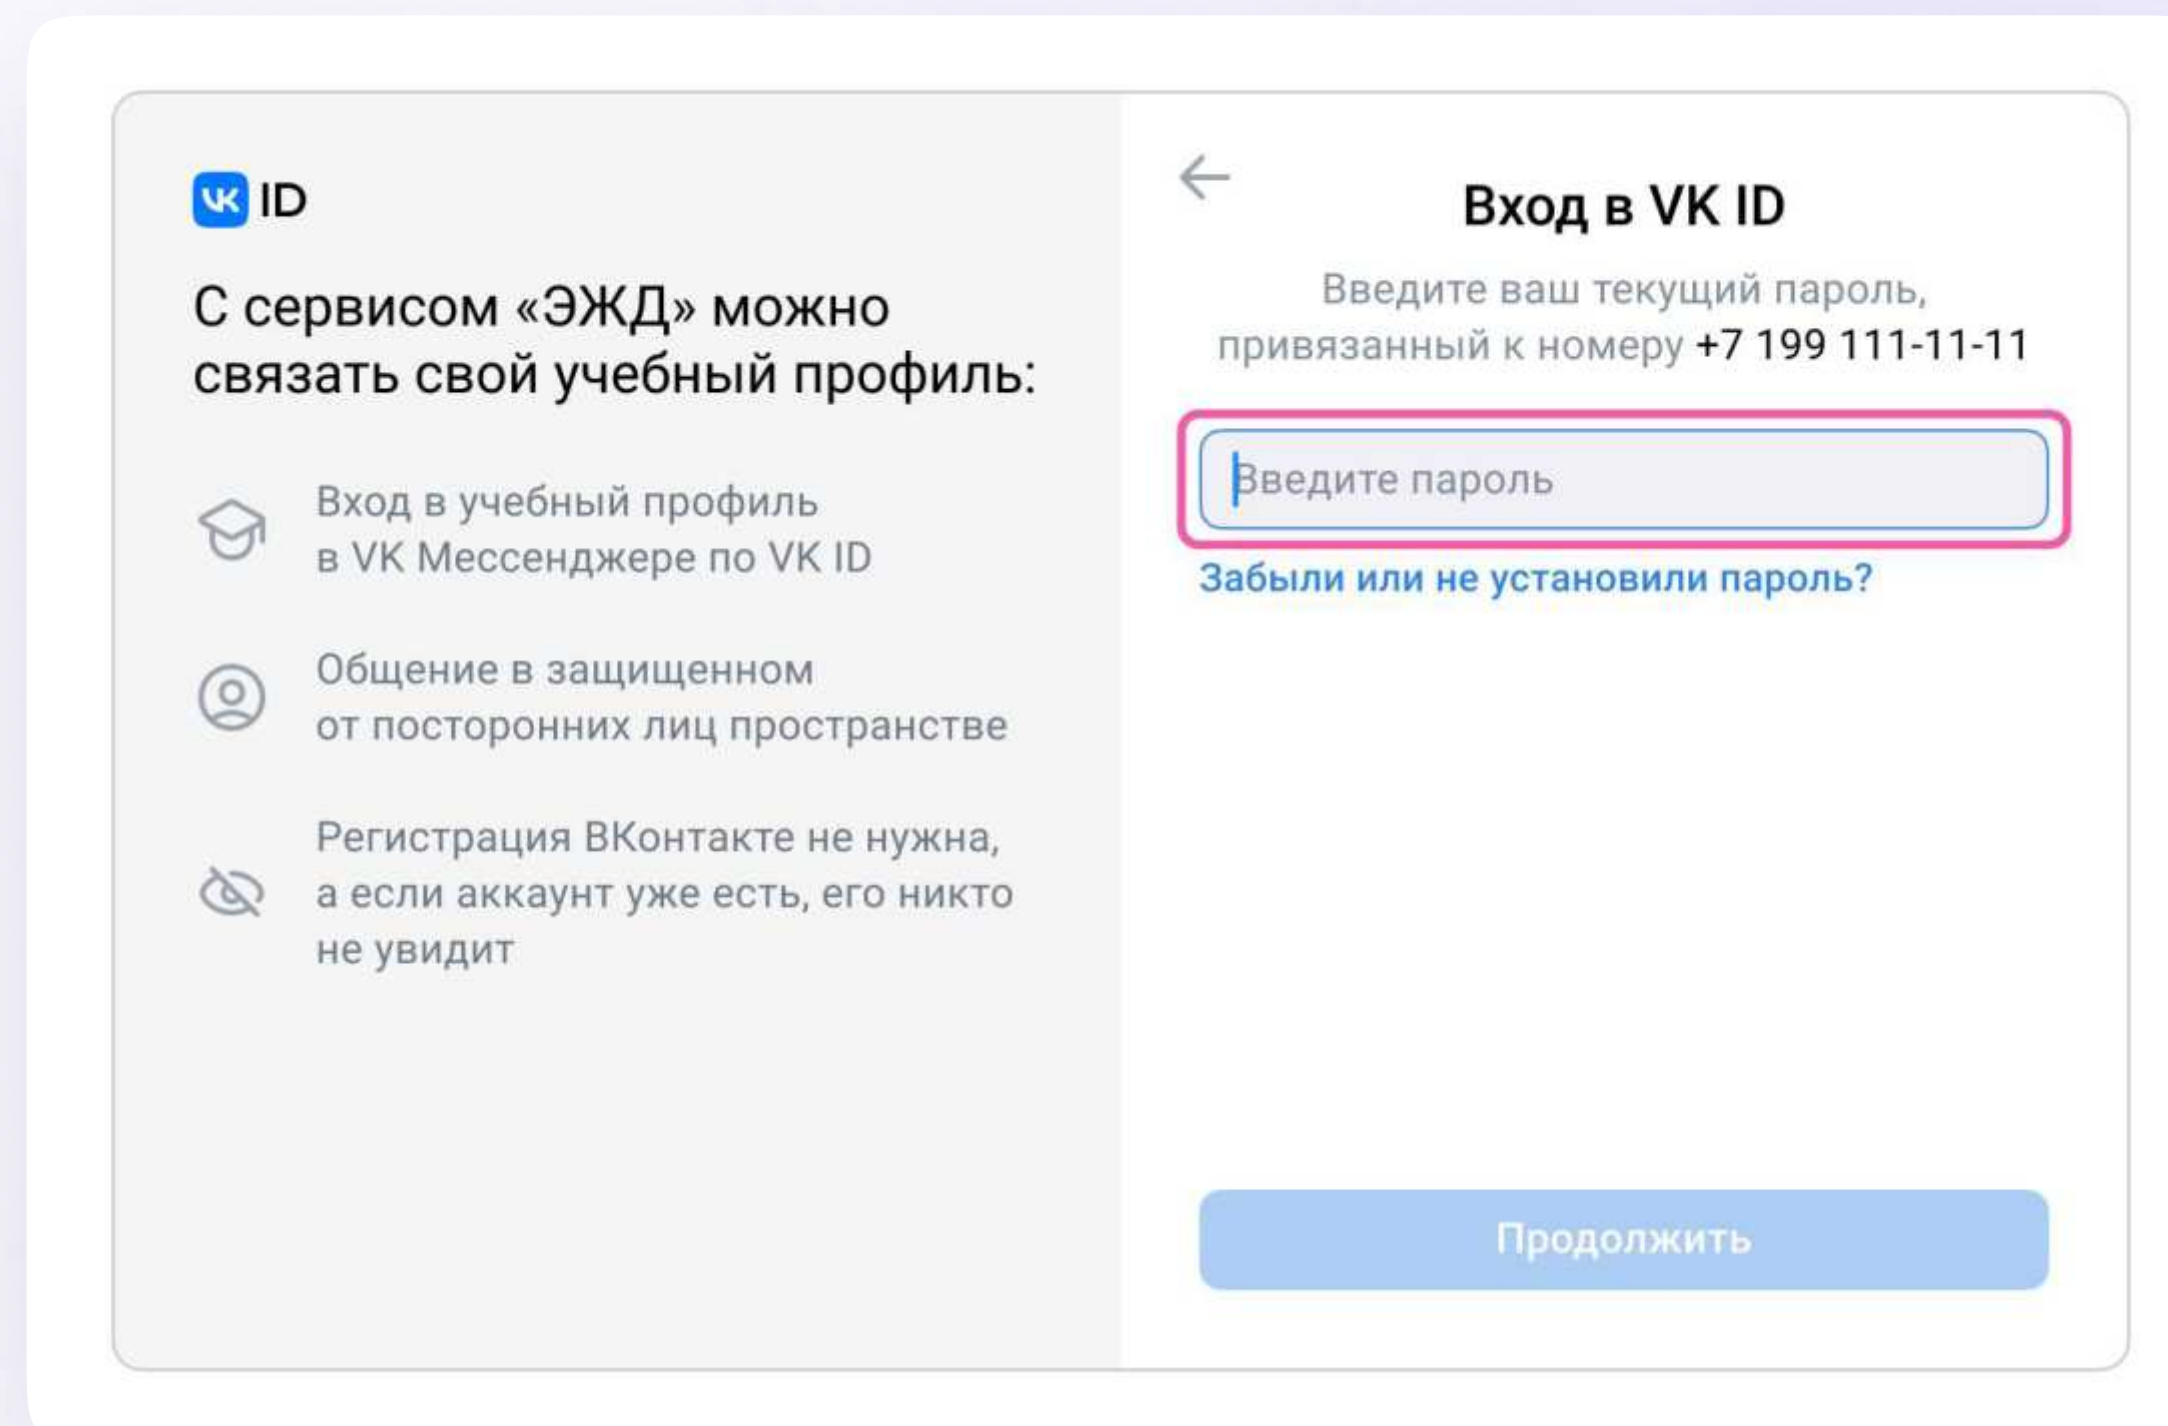 VK ID
С сервисом «ЭЖД» можно
связать свой учебный профиль:
Вход в учебный профиль
в VK Мессенджере по VK ID
Общение в защищенном
от посторонних лиц пространстве
Регистрация ВКонтакте не нужна,
а если аккаунт уже есть, его никто
не увидит
Вход в VK ID
Введите ваш текущий пароль,
привязанный к номеру +7 199 111-11-11
Введите пароль
Забыли или не установили пароль?
Продолжить